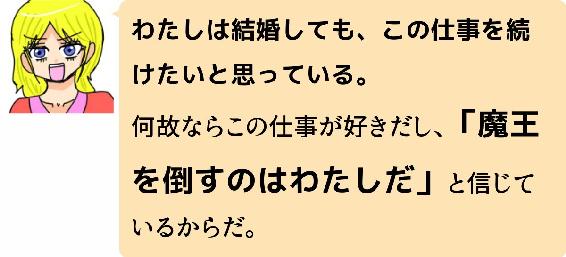 わたしは結婚しても、この仕事を続
けたいと思っている。
何故ならこの仕事が好きだし、「魔王
を倒すのはわたしだ」と信じて
いるからだ。